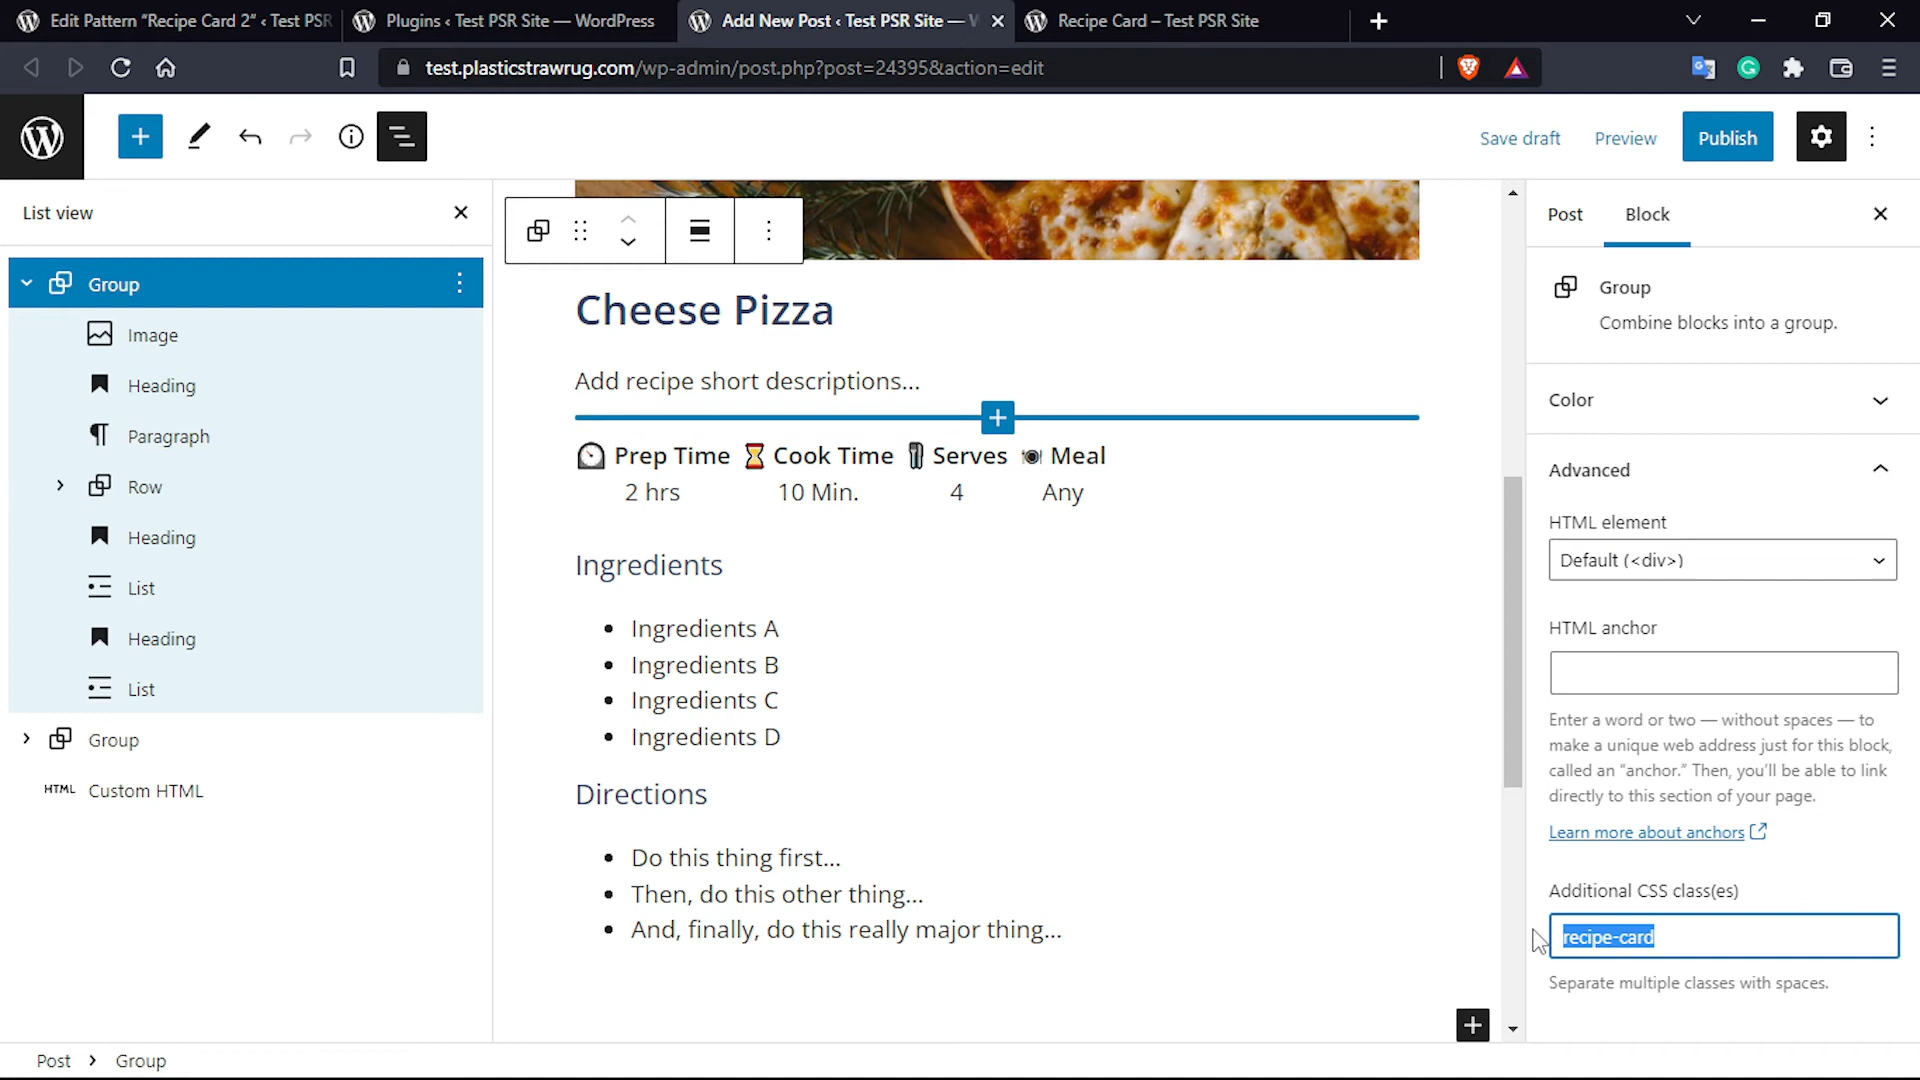 Edit Pattern “Recipe Card 2” ‹ Test PSR
Plugins ‹ Test PSR Site — WordPress
Add New Post ‹ Test PSR Site — W
Recipe Card – Test PSR Site
test.plasticstrawrug.com/wp-admin/post.php?post=24395&action=edit
Save draft
Preview
Publish
List view
Group
Image
Heading
Paragraph
Row
Heading
List
Heading
List
Group
HTML Custom HTML
Cheese Pizza
Add recipe short descriptions...
Prep Time
Cook Time
Serves
Meal
2 hrs
10 Min.
4
Any
Ingredients
• Ingredients A
• Ingredients B
• Ingredients C
• Ingredients D
Directions
• Do this thing first...
• Then, do this other thing...
• And, finally, do this really major thing...
Post
Block
Group
Combine blocks into a group.
Color
Advanced
HTML element
Default (<div>)
HTML anchor
Enter a word or two — without spaces — to
make a unique web address just for this block,
called an “anchor.” Then, you’ll be able to link
directly to this section of your page.
Learn more about anchors
Additional CSS class(es)
recipe-card
Separate multiple classes with spaces.
Post
Group